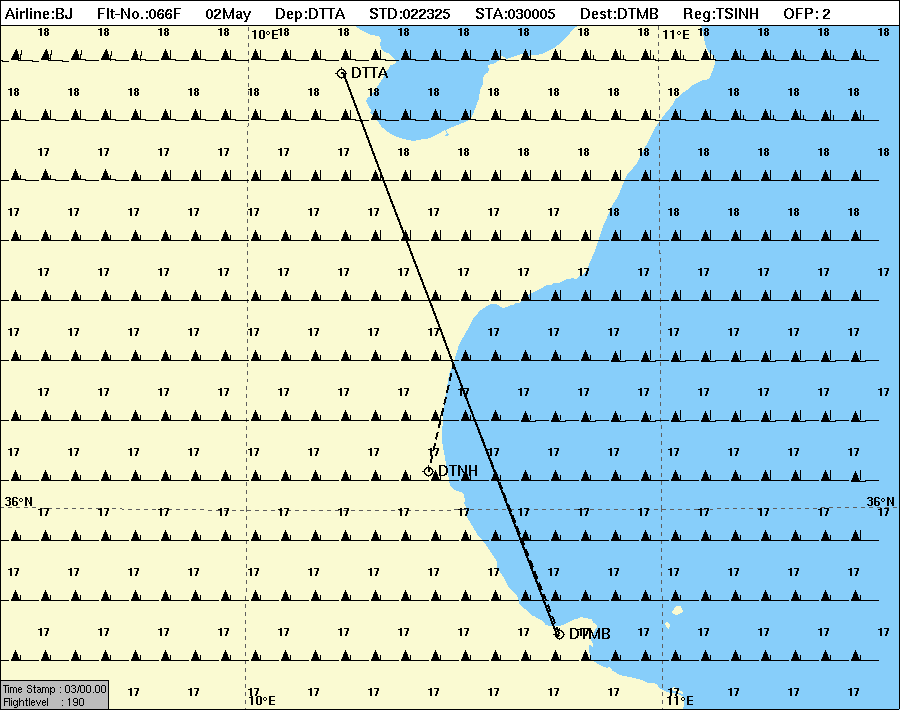 Airline:BJ Flt-No.:066F 02May Dep:DTTA STD:022325 STA:030005 Dest:DTMB Reg:TSINH OFP: 2
18 18 18 18 10°E 18 18 18 18 18 18 18 11°E 18 18 18 18
DTTA
18 18 18 18 18 18 18 18 18 18 18 18 18 18 18
17 17 17 17 17 17 18 18 18 18 18 18 18 18 18
17 17 17 17 17 17 17 17 17 17 18 18 18 18 18
17 17 17 17 17 17 17 17 17 17 17 17 17 17 17
17 17 17 17 17 17 17 17 17 17 17 17 17 17 17
17 17 17 17 17 17 17 17 17 17 17 17 17 17 17
17 17 17 17 17 17 17 17 17 17 17 17 17 17 17
DTNH
36°N 36°N
17 17 17 17 17 17 17 17 17 17 17 17 17 17 17
17 17 17 17 17 17 17 17 17 17 17 17 17 17 17
17 17 17 17 17 17 17 17 17 DTMB 17 17 17 17 17 17
Time Stamp : 03/00.00 17 17 17 17 17 17 17 17 17 17 17 17 17
Flightlevel : 190 10°E 11°E